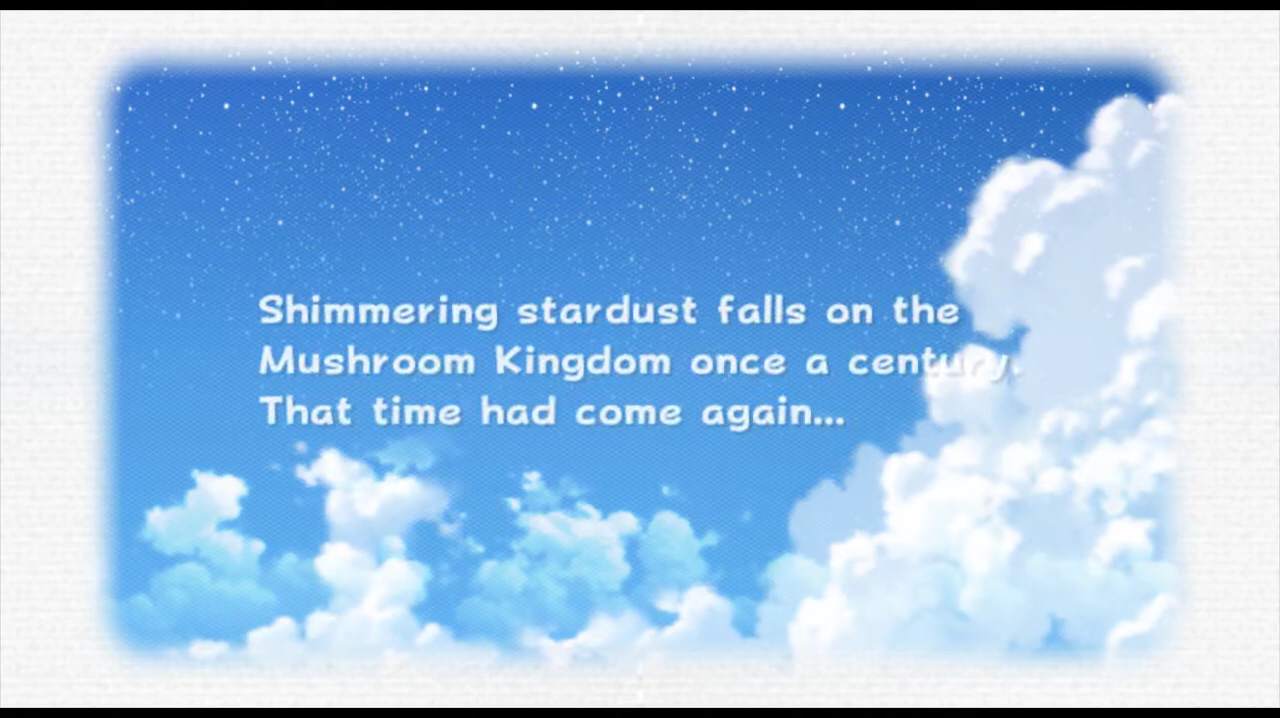 Shimmering stardust falls on the
Mushroom Kingdom once a century.
That time had come again...